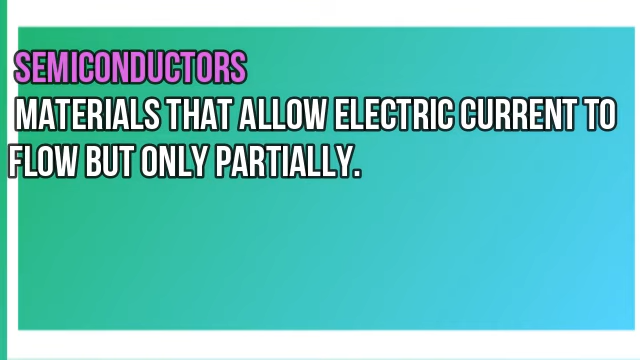 SEMICONDUCTORS
MATERIALS THAT ALLOW ELECTRIC CURRENT TO
FLOW BUT ONLY PARTIALLY.